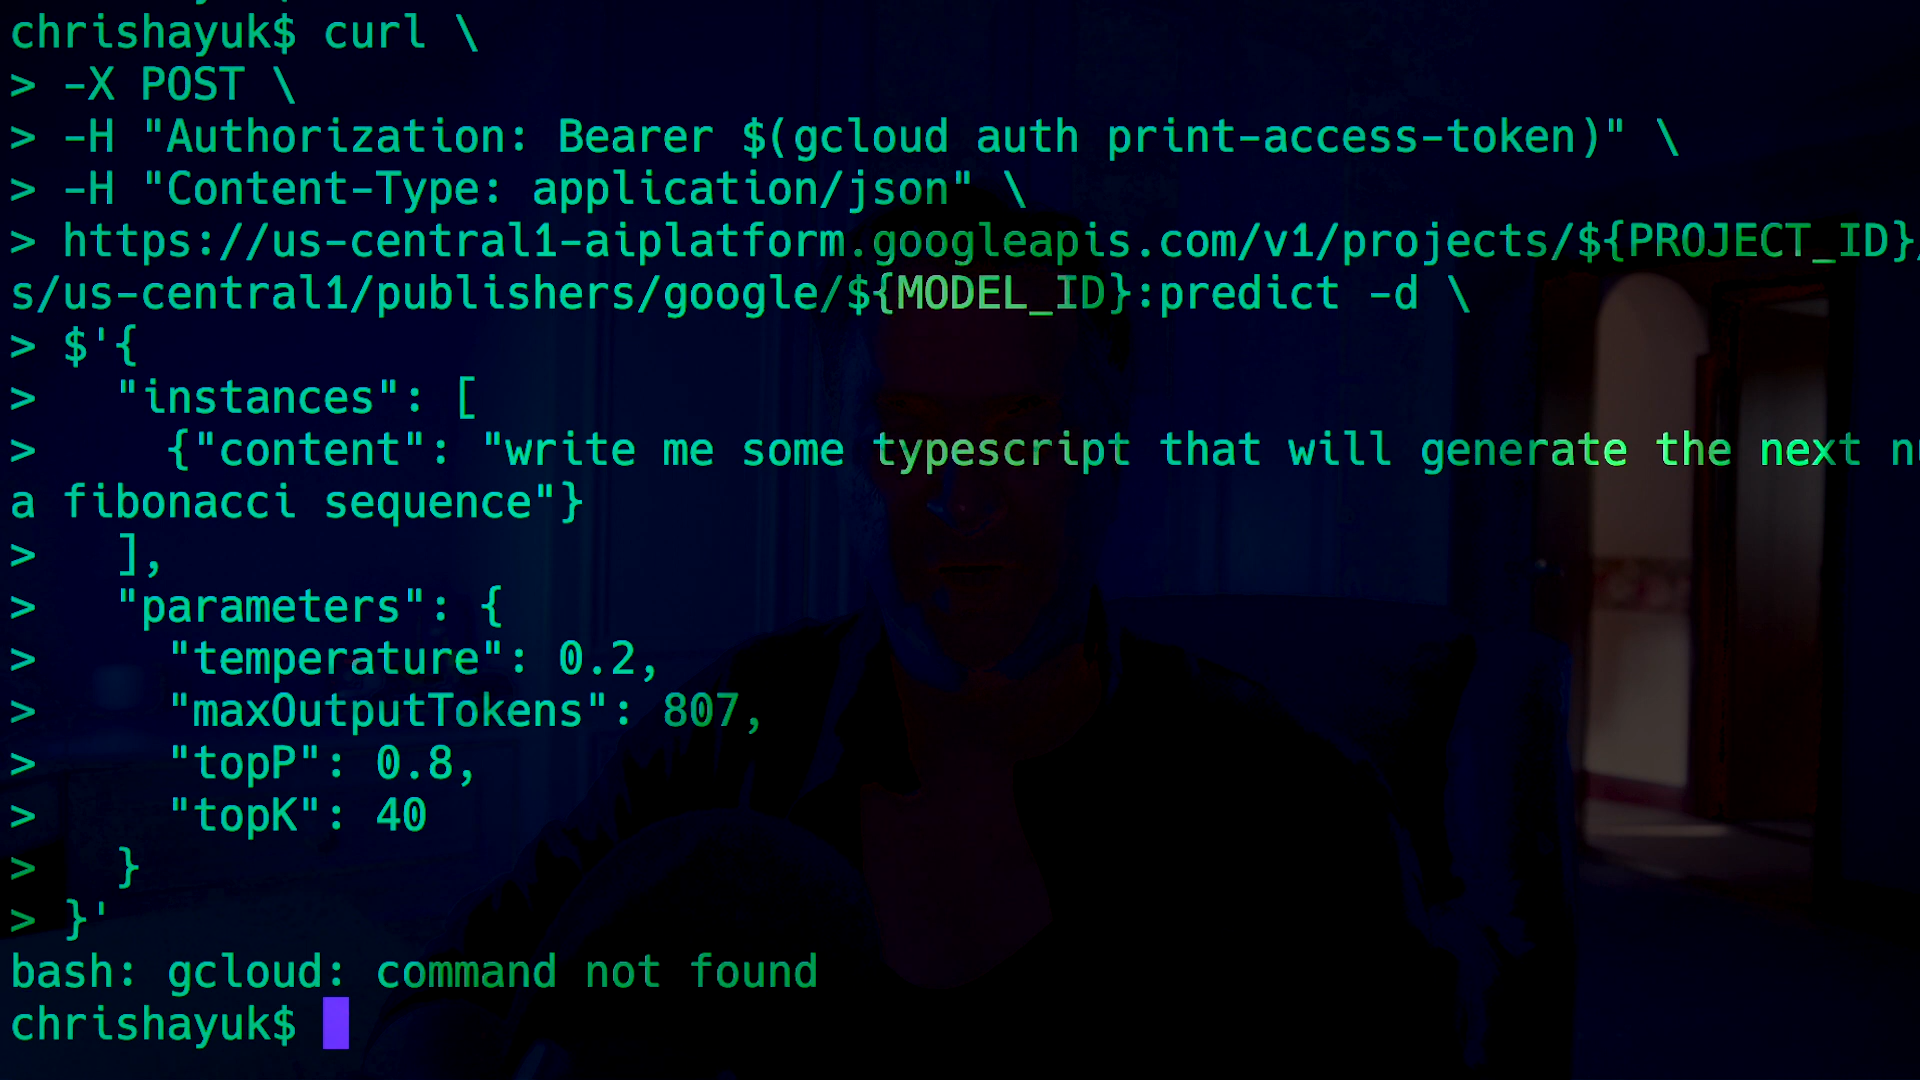 chrishayuk$ curl \
> -X POST \
> -H "Authorization: Bearer $(gcloud auth print-access-token)" \
> -H "Content-Type: application/json" \
> https://us-central1-aiplatform.googleapis.com/v1/projects/${PROJECT_ID}/
s/us-central1/publishers/google/${MODEL_ID}:predict -d \
> $'{
>   "instances": [
>     {"content": "write me some typescript that will generate the next
a fibonacci sequence"}
>   ],
>   "parameters": {
>     "temperature": 0.2,
>     "maxOutputTokens": 807,
>     "topP": 0.8,
>     "topK": 40
>   }
> }'
bash: gcloud: command not found
chrishayuk$